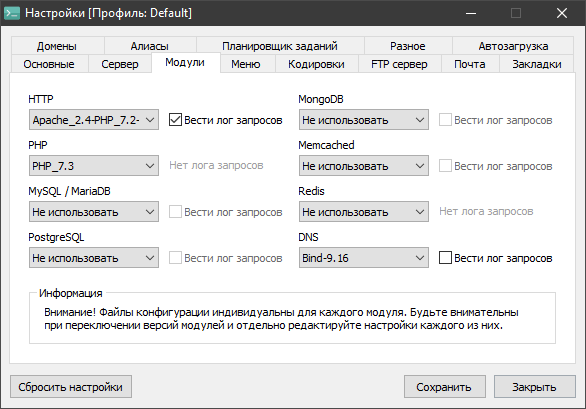 Настройки [Профиль: Default]
Домены Алиасы Планировщик заданий Разное Автозагрузка
Основные Сервер Модули Меню Кодировки FTP сервер Почта Закладки
HTTP MongoDB
Apache_2.4-PHP_7.2- Вести лог запросов Не использовать Вести лог запросов
PHP Memcached
PHP_7.3 Нет лога запросов Не использовать Вести лог запросов
MySQL / MariaDB Redis
Не использовать Вести лог запросов Не использовать Нет лога запросов
PostgreSQL DNS
Не использовать Вести лог запросов Bind-9.16 Вести лог запросов
Информация
Внимание! Файлы конфигурации индивидуальны для каждого модуля. Будьте внимательны
при переключении версий модулей и отдельно редактируйте настройки каждого из них.
Сбросить настройки Сохранить Закрыть